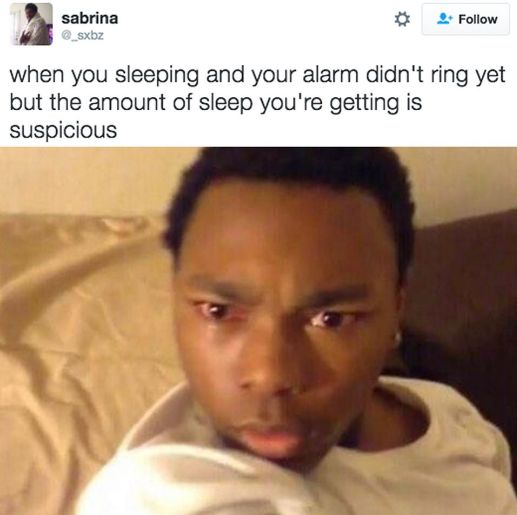 sabrina
Follow
@_sxbz
when you sleeping and your alarm didn't ring yet
but the amount of sleep you're getting is
suspicious